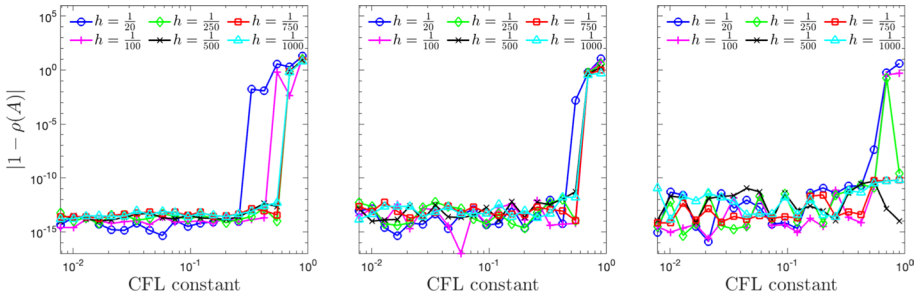 10^5
10^0
10^-5
10^-10
10^-15
|1 − ρ(A)|
h = 1/20 h = 1/250 h = 1/750
h = 1/100 h = 1/500 h = 1/1000
10^-2 10^-1 10^0
CFL constant
h = 1/20 h = 1/250 h = 1/750
h = 1/100 h = 1/500 h = 1/1000
10^-2 10^-1 10^0
CFL constant
h = 1/20 h = 1/250 h = 1/750
h = 1/100 h = 1/500 h = 1/1000
10^-2 10^-1 10^0
CFL constant